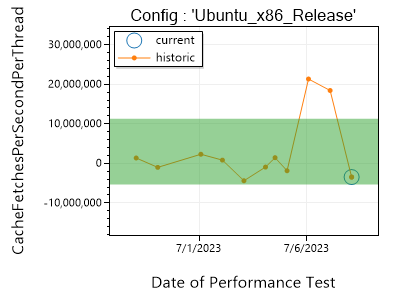 Config : 'Ubuntu_x86_Release'
CacheFetchesPerSecondPerThread
30,000,000
20,000,000
10,000,000
0
-10,000,000
current
historic
7/1/2023
7/6/2023
Date of Performance Test